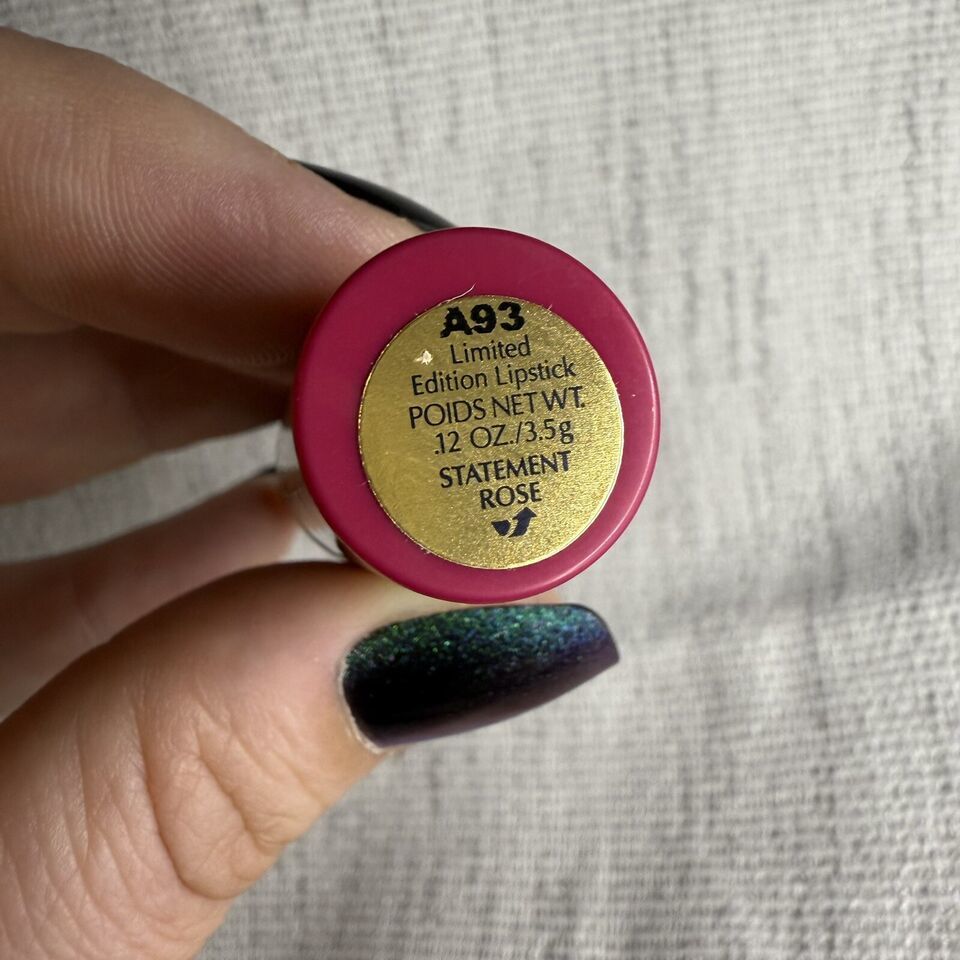 A93
Limited
Edition Lipstick
POIDS NET WT.
.12 OZ./3.5g
STATEMENT
ROSE